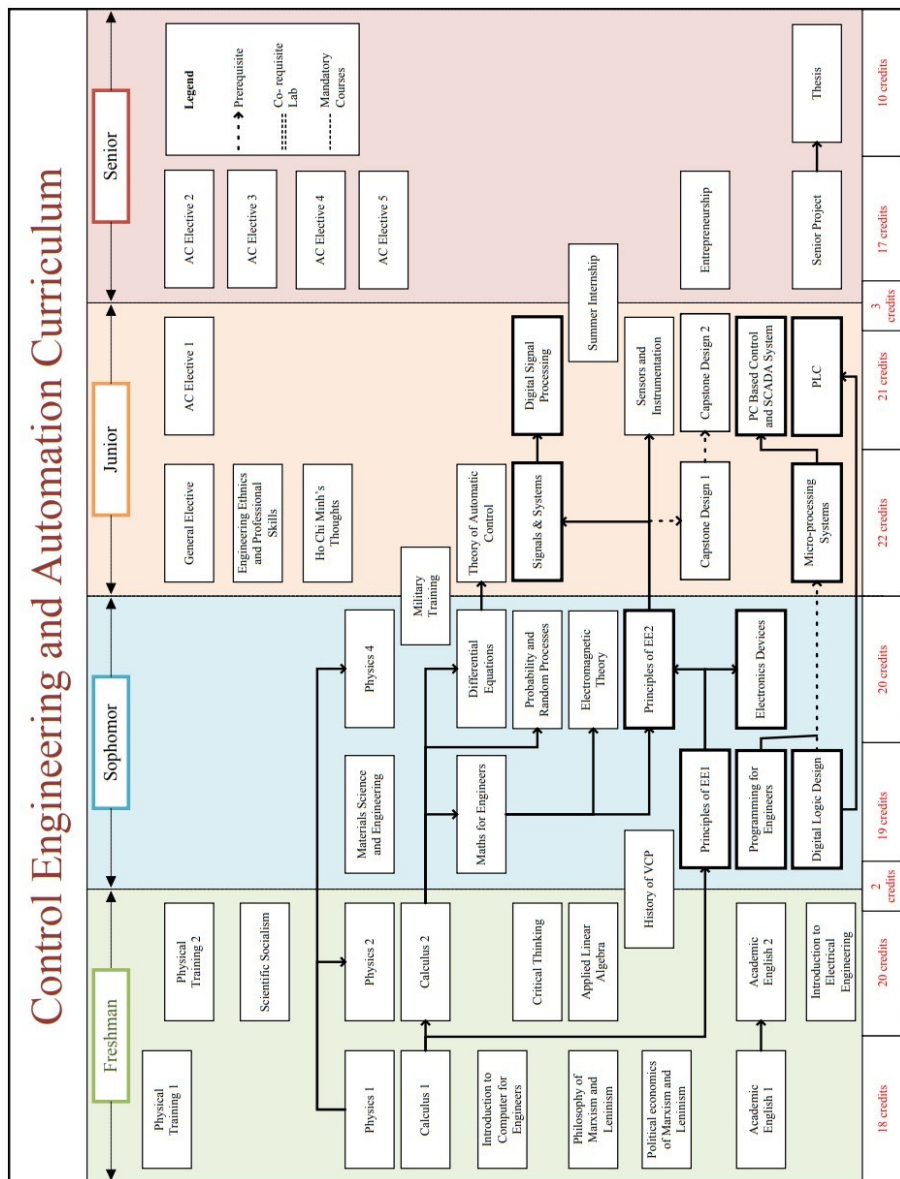 Control Engineering and Automation Curriculum
Freshman
Sophomor
Junior
Senior
Physical
Training 1
Physics 1
Calculus 1
Introduction to
Computer for
Engineers
Philosophy of
Marxism and
Leninism
Political economics
of Marxism and
Leninism
Academic
English 1
18 credits
Physical
Training 2
Scientific Socialism
Physics 2
Calculus 2
Critical Thinking
Applied Linear
Algebra
Academic
English 2
Introduction to
Electrical
Engineering
20 credits
History of VCP
2
credits
Materials Science
and Engineering
Maths for Engineers
Principles of EE1
Programming for
Engineers
Digital Logic Design
19 credits
Physics 4
Differential
Equations
Probability and
Random Processes
Electromagnetic
Theory
Principles of EE2
Electronics Devices
20 credits
Military
Training
General Elective
Engineering Ethnics
and Professional
Skills
Ho Chi Minh's
Thoughts
Theory of Automatic
Control
Signals & Systems
Capstone Design 1
Micro-processing
Systems
22 credits
AC Elective 1
Digital Signal
Processing
Sensors and
Instrumentation
Capstone Design 2
PC Based Control
and SCADA System
PLC
21 credits
Summer Internship
3
credits
AC Elective 2
AC Elective 3
AC Elective 4
AC Elective 5
Entrepreneurship
Senior Project
17 credits
Legend
Prerequisite
Co- requisite
Lab
Mandatory
Courses
Thesis
10 credits